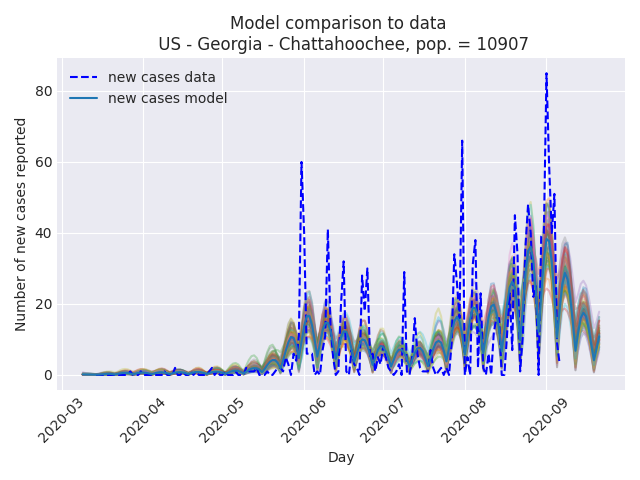 Model comparison to data
US - Georgia - Chattahoochee, pop. = 10907
new cases data
new cases model
Number of new cases reported
80
60
40
20
0
2020-03
2020-04
2020-05
2020-06
2020-07
2020-08
2020-09
Day